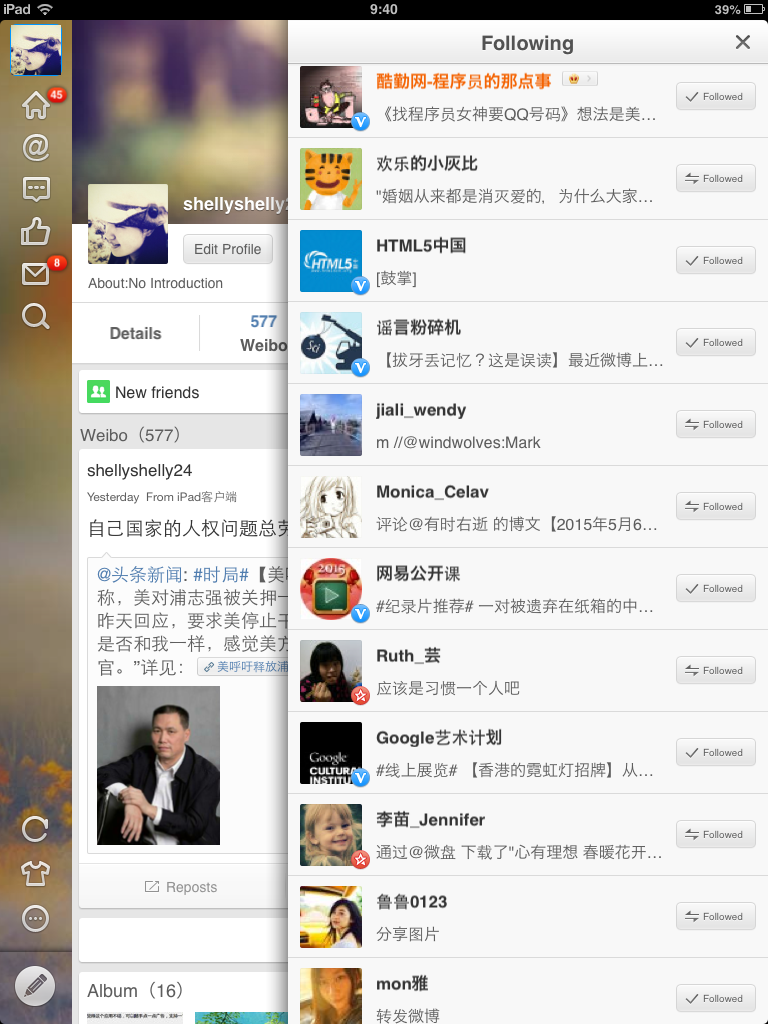 iPad
9:40
39%
45
8
shellyshelly2
Edit Profile
About:No Introduction
Details
577
Weibo
New friends
Weibo（577）
shellyshelly24
Yesterday From iPad客户端
自己国家的人权问题总
@头条新闻: #时局#【美
称，美对浦志强被关押一
昨天回应，要求美停止干
是否和我一样，感觉美方
官。”详见：
美呼吁释放浦
Reposts
Album（16）
Following
酷勤网-程序员的那点事
《找程序员女神要QQ号码》想法是美…
Followed
欢乐的小灰比
"婚姻从来都是消灭爱的，为什么大家…
Followed
HTML5
HTML5中国
[鼓掌]
Followed
Sci
谣言粉碎机
【拔牙丢记忆？这是误读】最近微博上…
Followed
jiali_wendy
m //@windwolves:Mark
Followed
Monica_Celav
评论@有时右逝 的博文【2015年5月6…
Followed
2015
网易公开课
#纪录片推荐# 一对被遗弃在纸箱的中…
Followed
Ruth_芸
应该是习惯一个人吧
Followed
Google
CULTURAL
INSTITU
Google艺术计划
#线上展览# 【香港的霓虹灯招牌】从…
Followed
李苗_Jennifer
通过@微盘 下载了"心有理想 春暖花开…
Followed
鲁鲁0123
分享图片
Followed
mon雅
转发微博
Followed